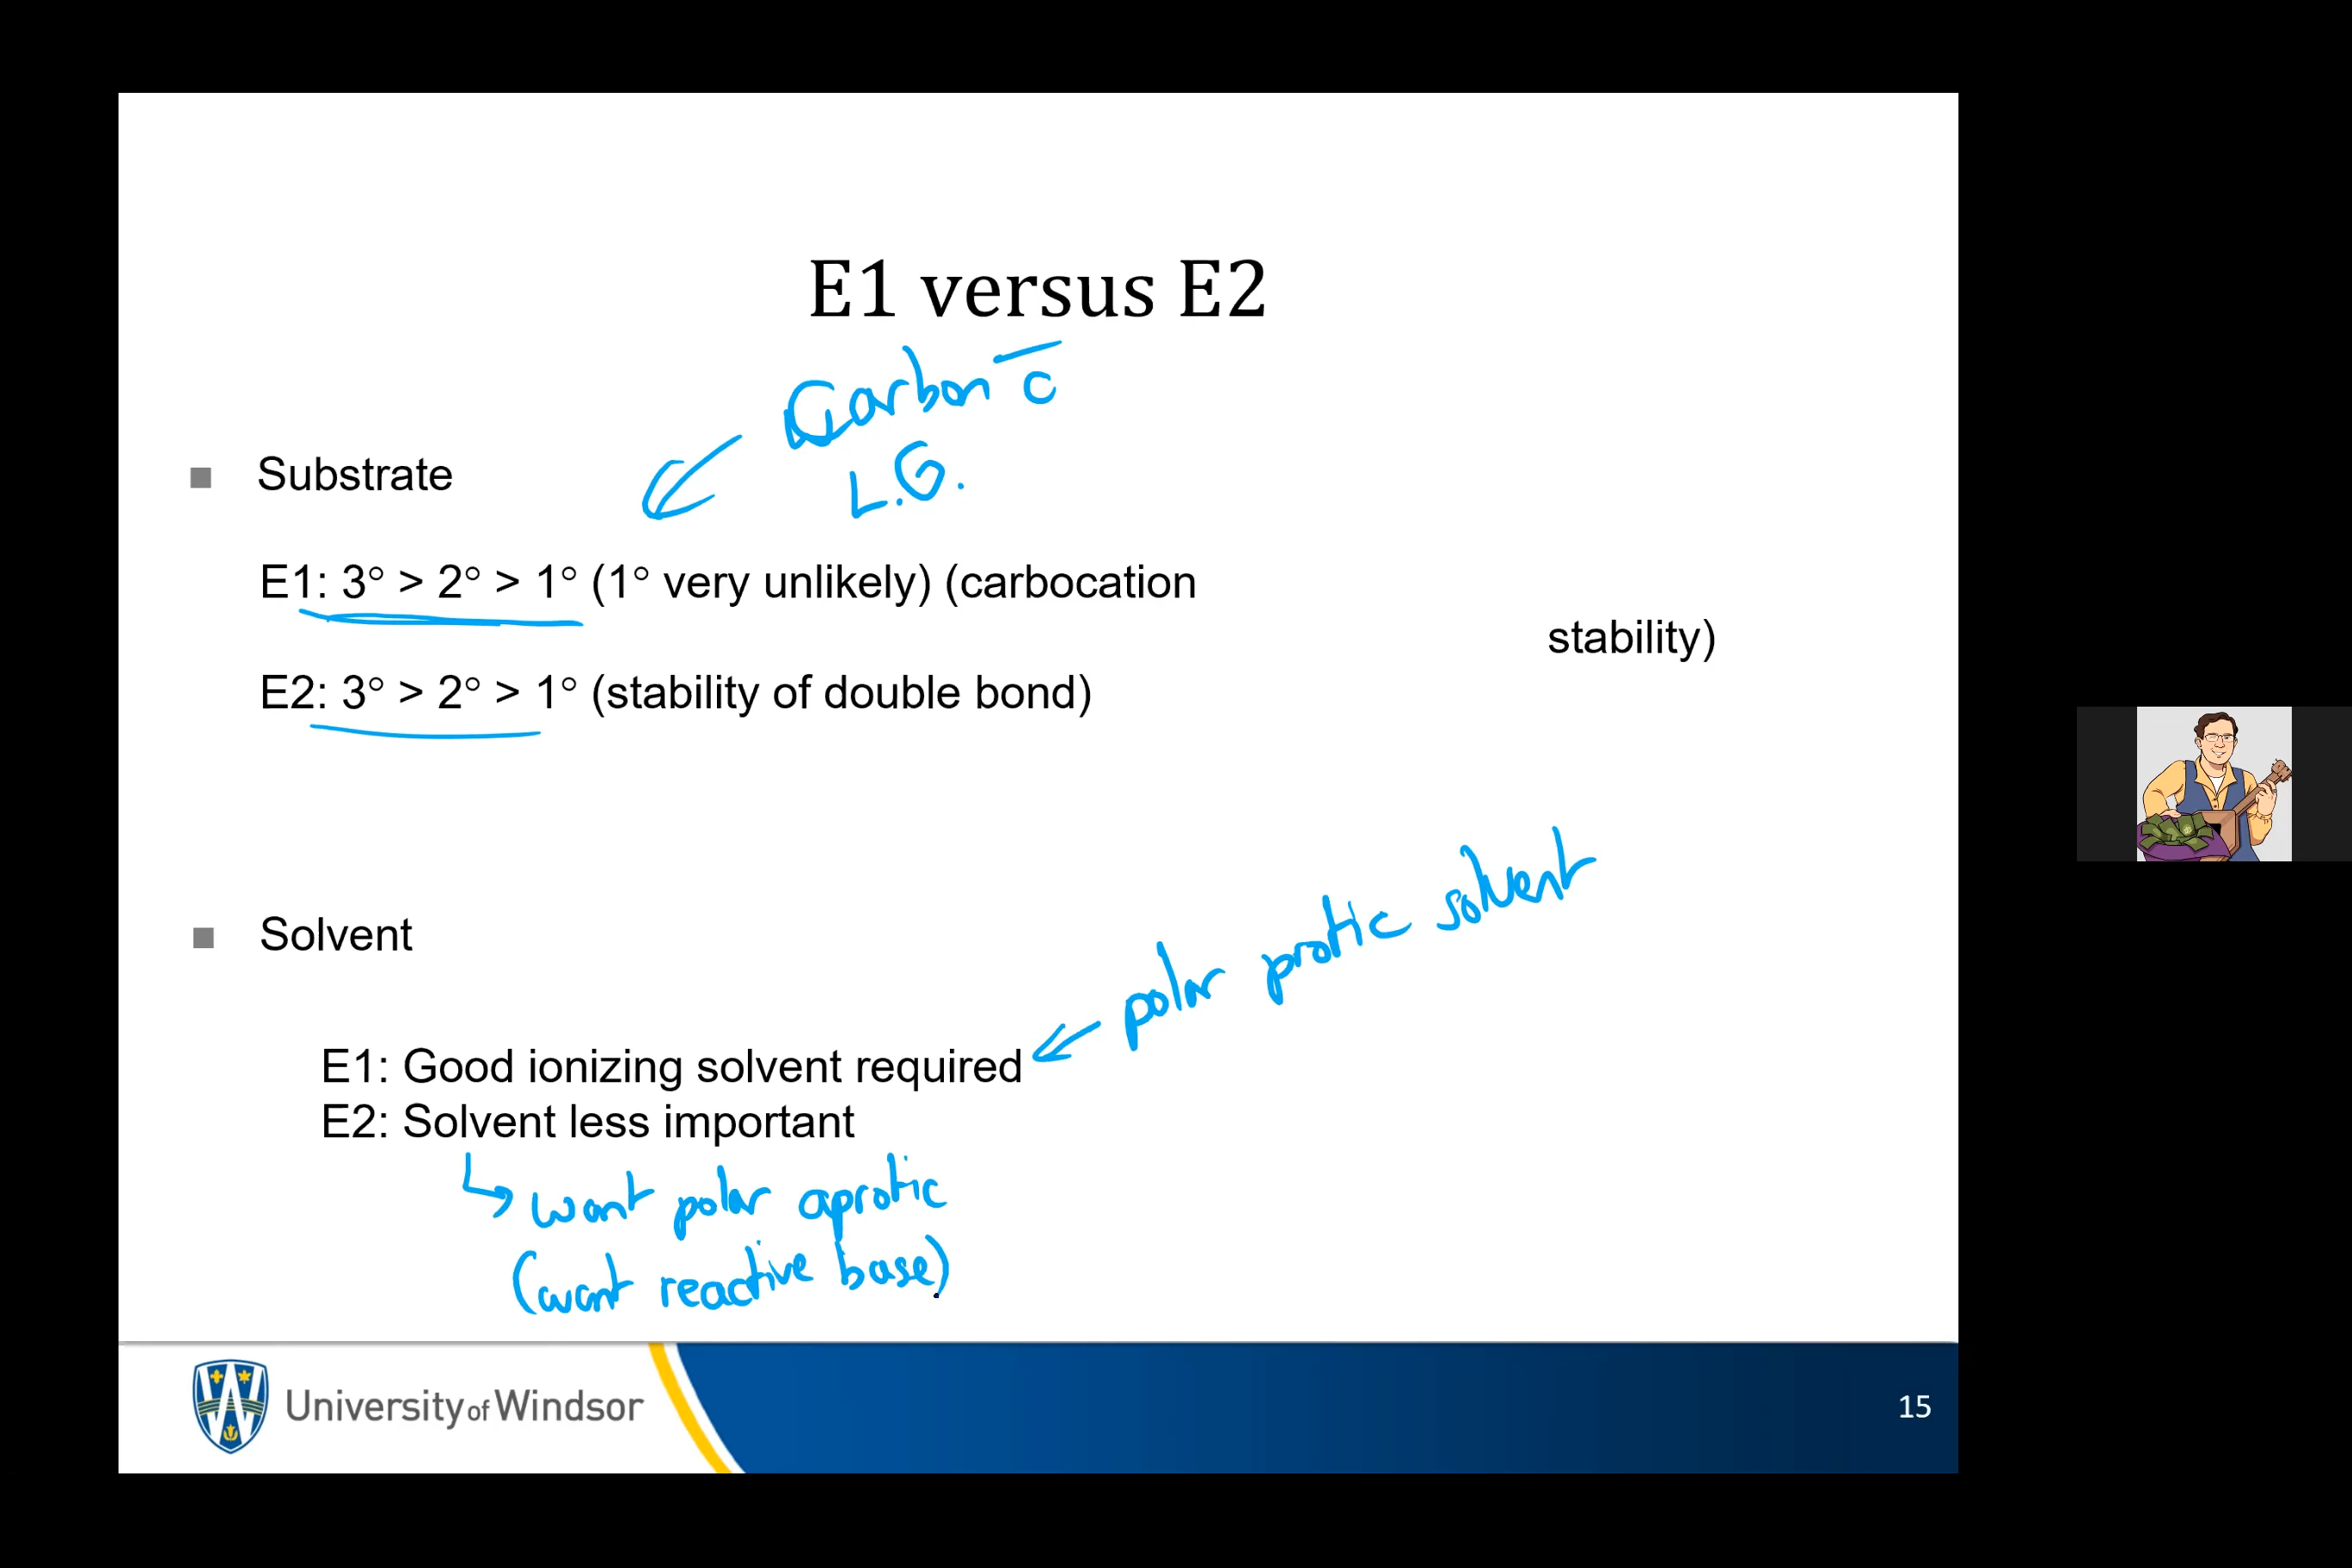 E1 versus E2
Carbon c̄
L.G.
Substrate
E1: 3° > 2° > 1° (1° very unlikely) (carbocation
stability)
E2: 3° > 2° > 1° (stability of double bond)
Solvent
polar protic solvent
E1: Good ionizing solvent required
E2: Solvent less important
want polar aprotic
(want reactive base)
University of Windsor
15